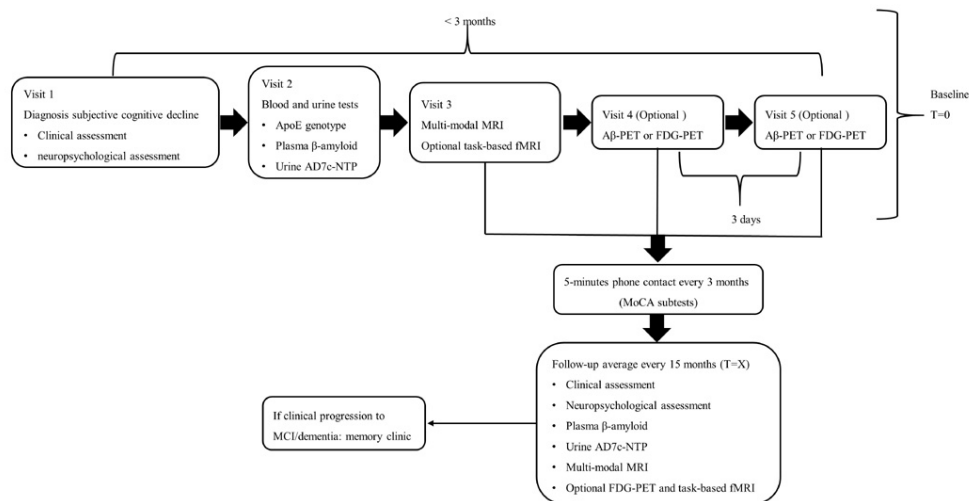 < 3 months
Visit 1
Diagnosis subjective cognitive decline
• Clinical assessment
• neuropsychological assessment
Visit 2
Blood and urine tests
• ApoE genotype
• Plasma β-amyloid
• Urine AD7c-NTP
Visit 3
Multi-modal MRI
Optional task-based fMRI
Visit 4 (Optional )
Aβ-PET or FDG-PET
Visit 5 (Optional )
Aβ-PET or FDG-PET
Baseline
T=0
3 days
5-minutes phone contact every 3 months
(MoCA subtests)
Follow-up average every 15 months (T=X)
• Clinical assessment
• Neuropsychological assessment
• Plasma β-amyloid
• Urine AD7c-NTP
• Multi-modal MRI
• Optional FDG-PET and task-based fMRI
If clinical progression to
MCI/dementia: memory clinic